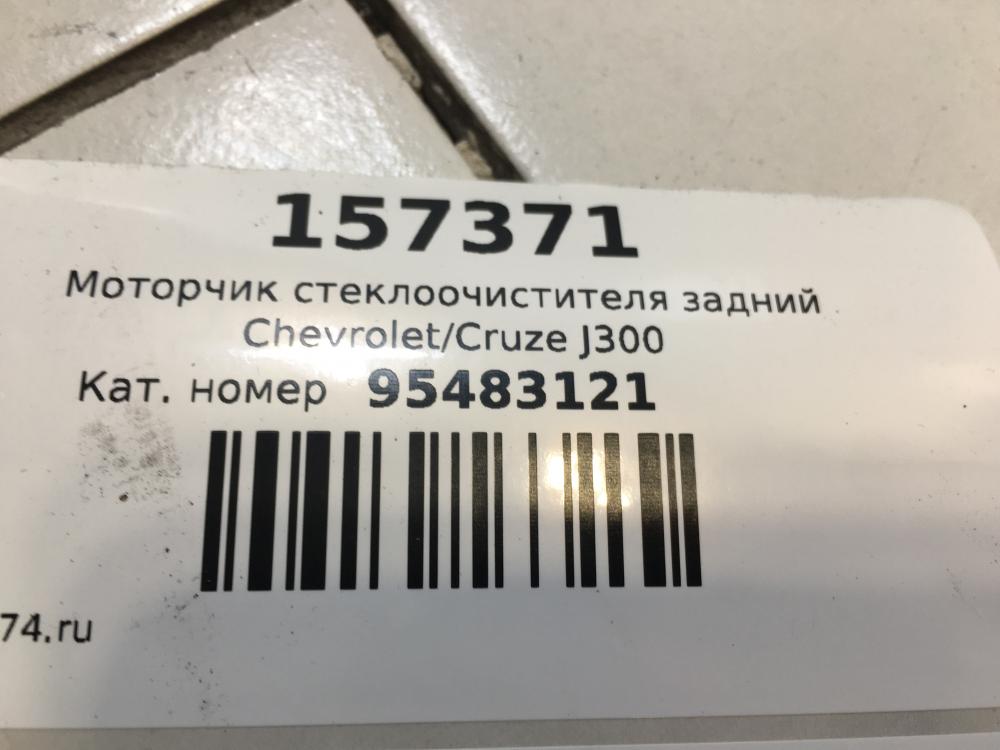 157371
Моторчик стеклоочистителя задний
Chevrolet/Cruze J300
Кат. номер 95483121
74.ru